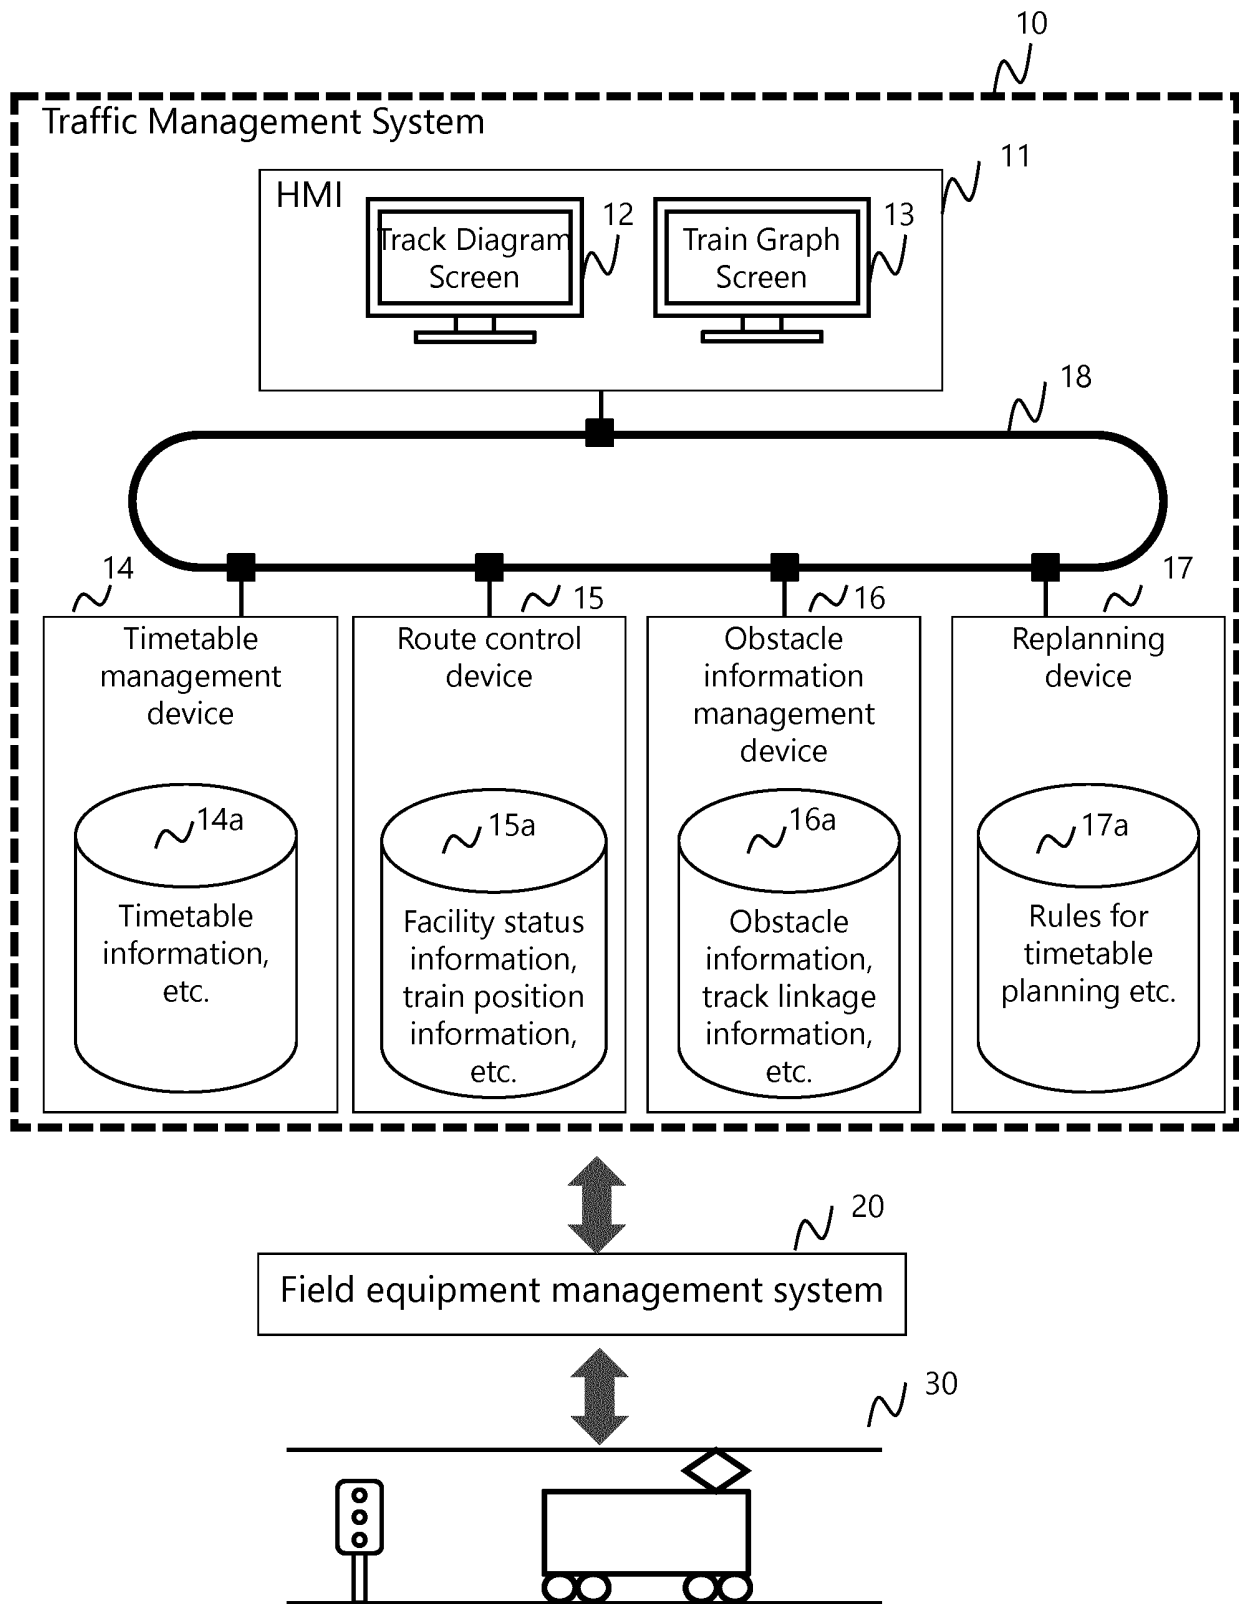 10
Traffic Management System
11
HMI
12
13
Track Diagram
Screen
Train Graph
Screen
18
14
15
16
17
Timetable
management
device
Route control
device
Obstacle
information
management
device
Replanning
device
14a
15a
16a
17a
Timetable
information,
etc.
Facility status
information,
train position
information,
etc.
Obstacle
information,
track linkage
information,
etc.
Rules for
timetable
planning etc.
20
Field equipment management system
30